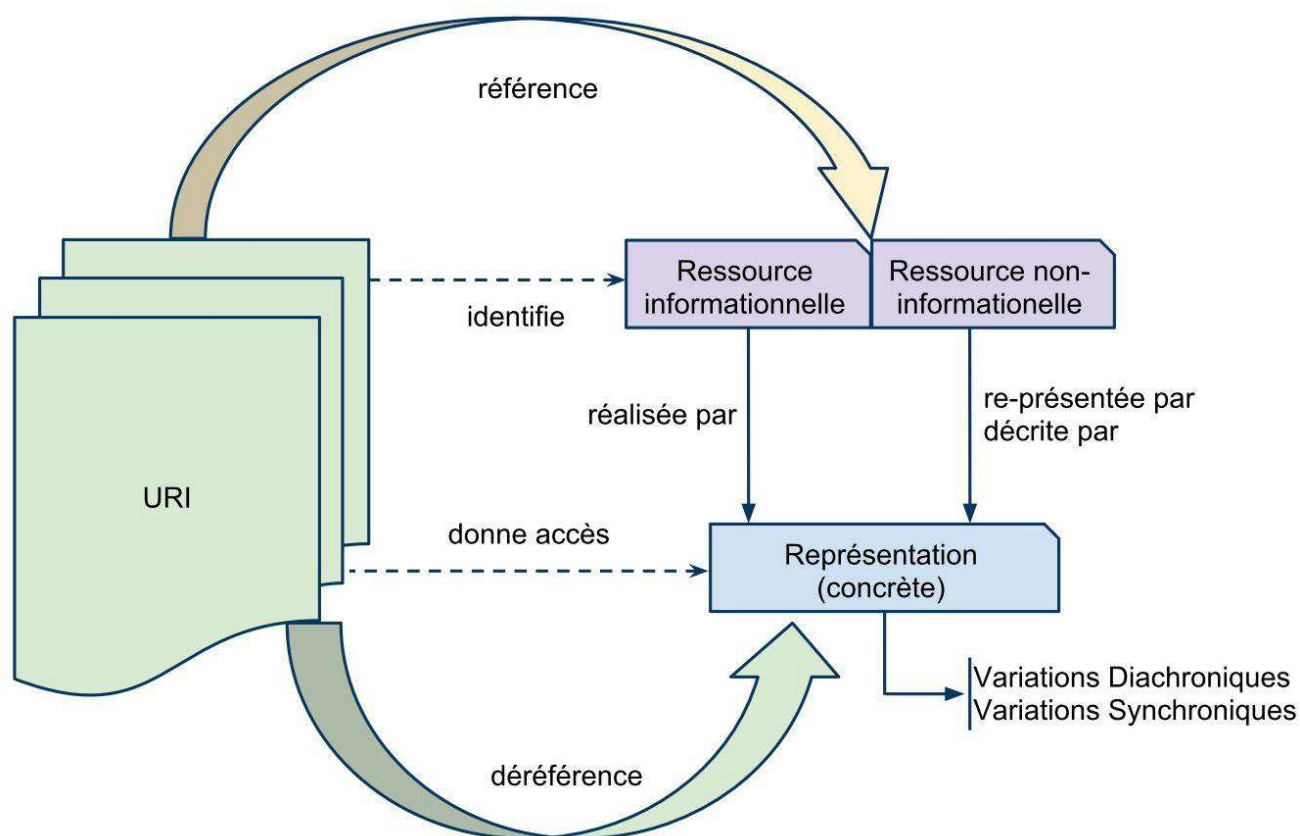 référence
Ressource
informationnelle
Ressource non-
informationelle
identifie
réalisée par
re-présentée par
décrite par
URI
donne accès
Représentation
(concrète)
Variations Diachroniques
Variations Synchroniques
déréférence